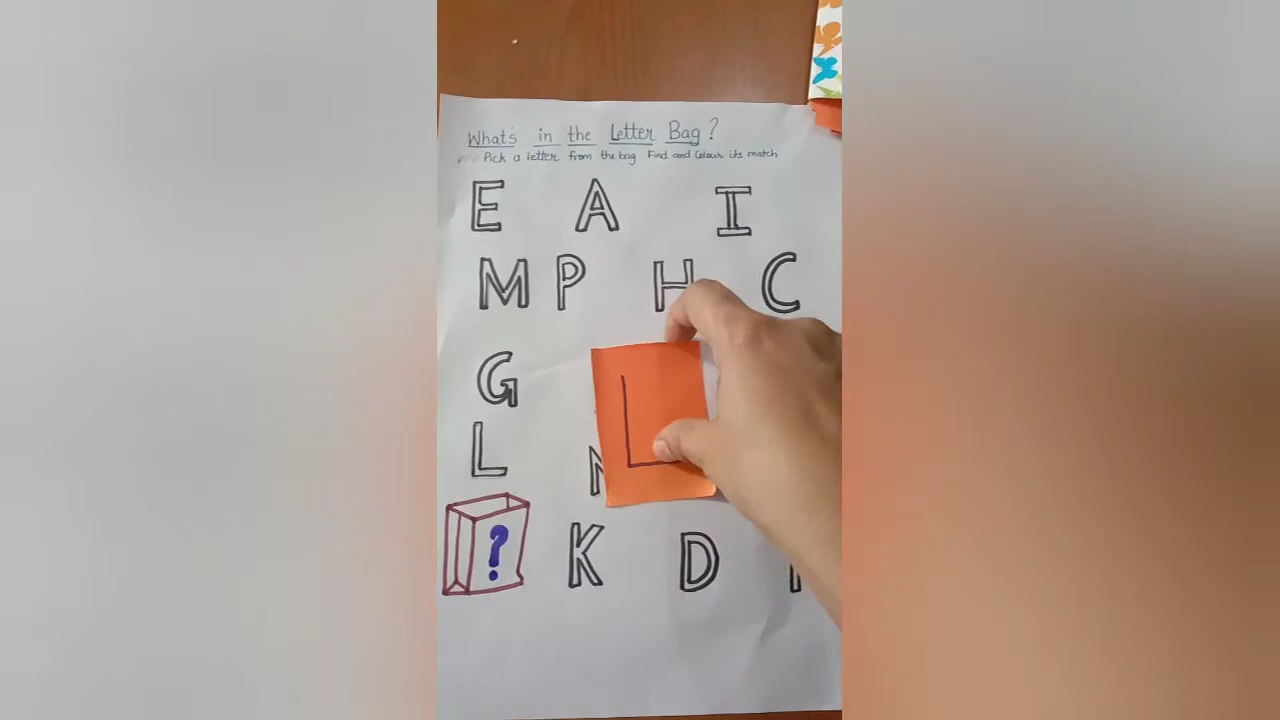 What's in the Letter Bag?
Pick a letter from the bag Find and Colour its match
E A I
M P H C
G
L
L
? K D